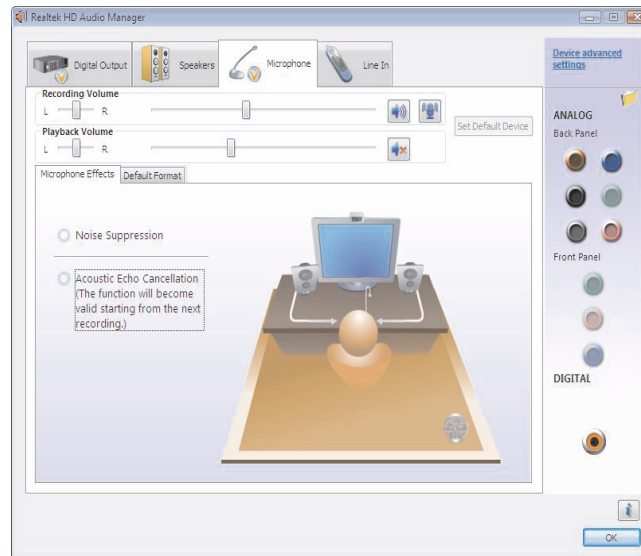 Realtek HD Audio Manager
Digital Output
Speakers
Microphone
Line In
Device advanced
settings
Recording Volume
L R
Set Default Device
Playback Volume
L R
Microphone Effects Default Format
Noise Suppression
Acoustic Echo Cancellation
(The function will become
valid starting from the next
recording.)
ANALOG
Back Panel
Front Panel
DIGITAL
i
OK